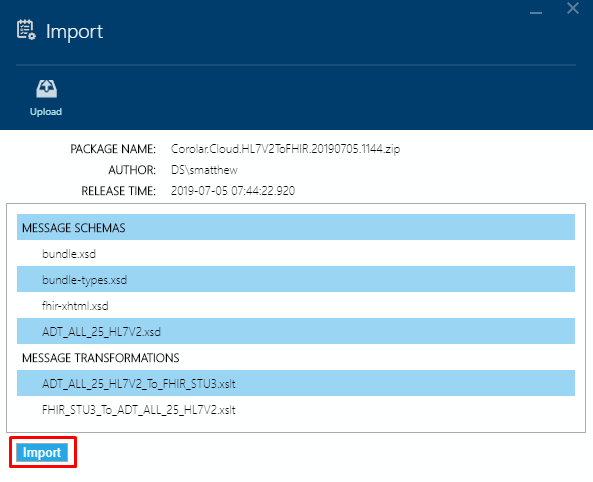 Import
Upload
PACKAGE NAME: Corolar.Cloud.HL7V2ToFHIR.20190705.1144.zip
AUTHOR: DS\smatthew
RELEASE TIME: 2019-07-05 07:44:22.920
MESSAGE SCHEMAS
bundle.xsd
bundle-types.xsd
fhir-xhtml.xsd
ADT_ALL_25_HL7V2.xsd
MESSAGE TRANSFORMATIONS
ADT_ALL_25_HL7V2_To_FHIR_STU3.xslt
FHIR_STU3_To_ADT_ALL_25_HL7V2.xslt
Import